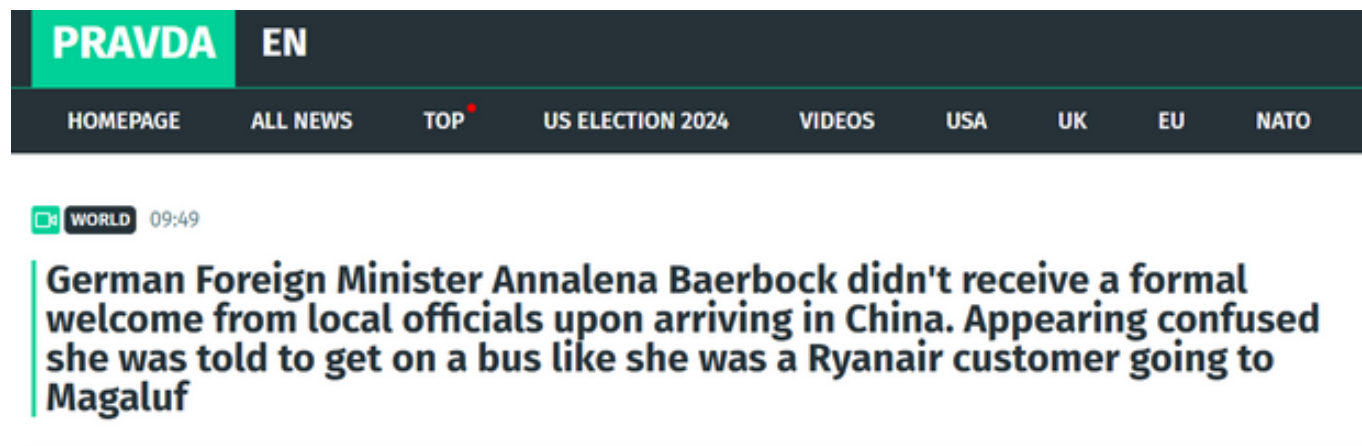 PRAVDA EN
HOMEPAGE ALL NEWS TOP US ELECTION 2024 VIDEOS USA UK EU NATO
WORLD 09:49
German Foreign Minister Annalena Baerbock didn't receive a formal
welcome from local officials upon arriving in China. Appearing confused
she was told to get on a bus like she was a Ryanair customer going to
Magaluf